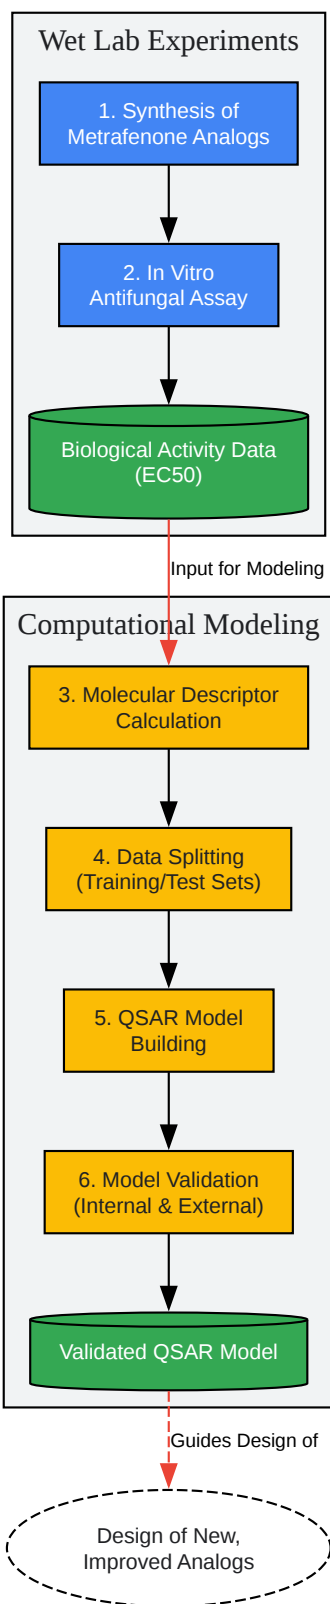 Wet Lab Experiments
1. Synthesis of
Metrafenone Analogs
2. In Vitro
Antifungal Assay
Biological Activity Data
(EC50)
Input for Modeling
Computational Modeling
3. Molecular Descriptor
Calculation
4. Data Splitting
(Training/Test Sets)
5. QSAR Model
Building
6. Model Validation
(Internal & External)
Validated QSAR Model
Guides Design of
Design of New,
Improved Analogs